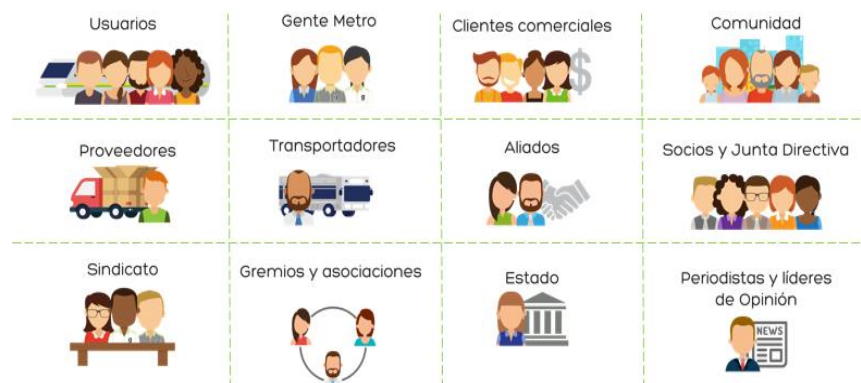 Usuarios
Gente Metro
Clientes comerciales
Comunidad
$
Proveedores
Transportadores
Aliados
Socios y Junta Directiva
Sindicato
Gremios y asociaciones
Estado
Periodistas y líderes
de Opinión
NEWS